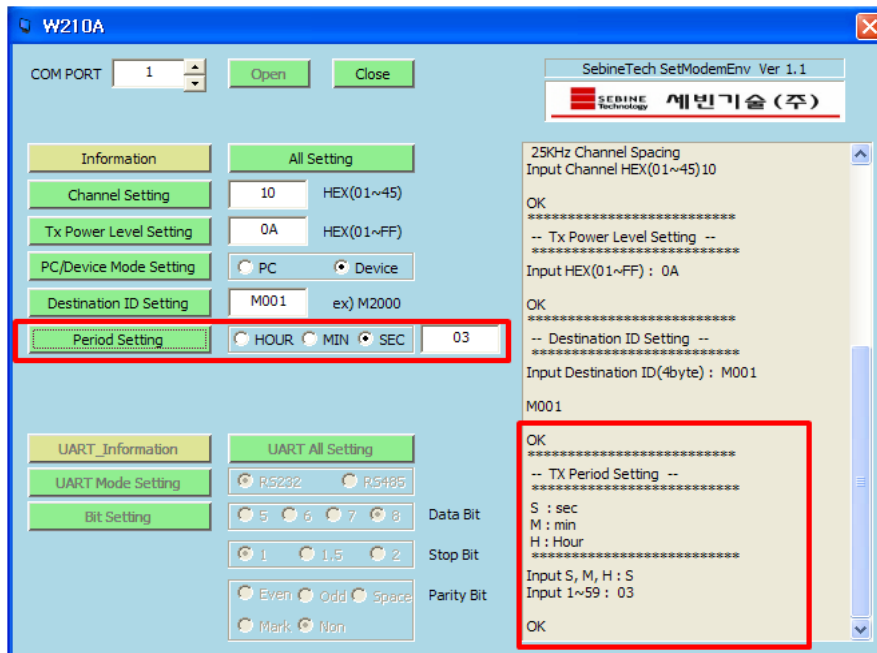 W210A
COM PORT 1 Open Close
SebineTech SetModemEnv Ver 1.1
SEBINE Technology 세빈기술(주)
Information All Setting
Channel Setting 10 HEX(01~45)
Tx Power Level Setting 0A HEX(01~FF)
PC/Device Mode Setting PC Device
Destination ID Setting M001 ex) M2000
Period Setting HOUR MIN SEC 03
UART_Information UART All Setting
UART Mode Setting RS232 RS485
Bit Setting 5 6 7 8 Data Bit
1 1.5 2 Stop Bit
Even Odd Space Parity Bit
Mark Non
25KHz Channel Spacing
Input Channel HEX(01~45)10
OK
**************************
-- Tx Power Level Setting --
**************************
Input HEX(01~FF) : 0A
OK
**************************
-- Destination ID Setting --
**************************
Input Destination ID(4byte) : M001
M001
OK
**************************
-- TX Period Setting --
**************************
S : sec
M : min
H : Hour
**************************
Input S, M, H : S
Input 1~59 : 03
OK